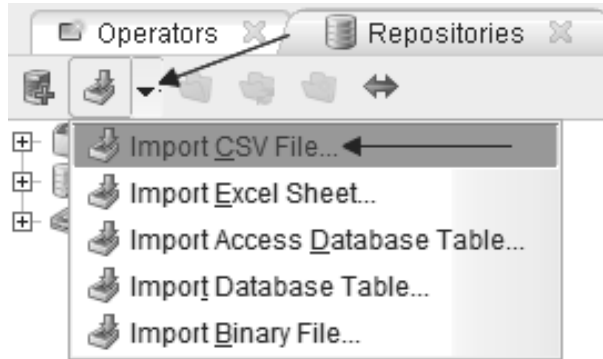 Operators Repositories
Import CSV File...
Import Excel Sheet...
Import Access Database Table...
Import Database Table...
Import Binary File...